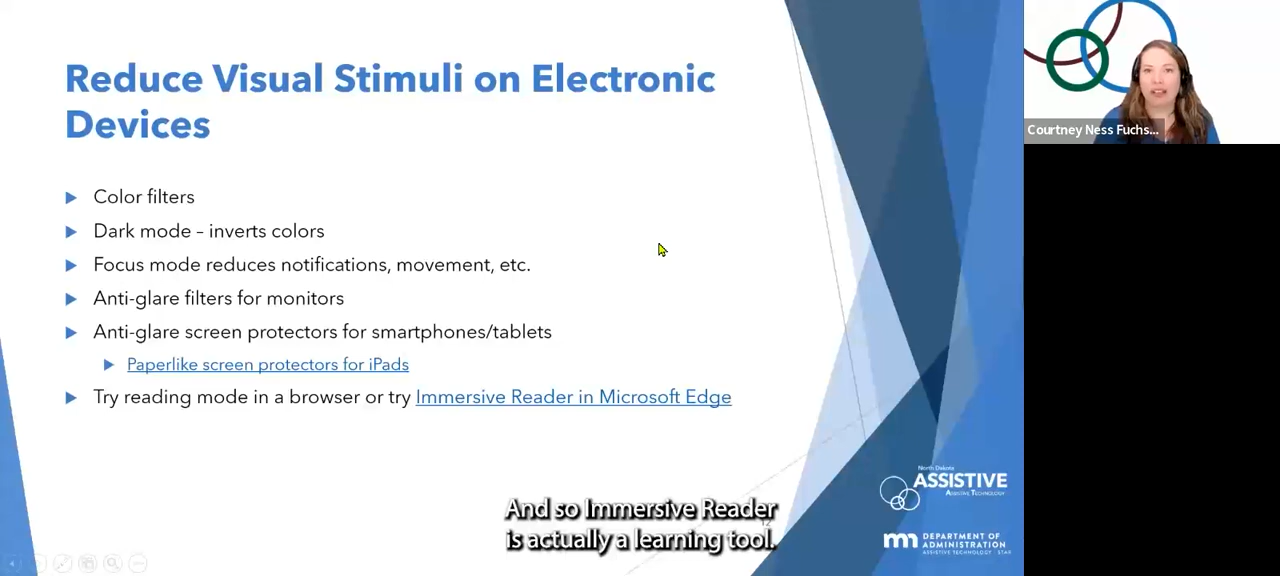 Reduce Visual Stimuli on Electronic
Devices
Color filters
Dark mode – inverts colors
Focus mode reduces notifications, movement, etc.
Anti-glare filters for monitors
Anti-glare screen protectors for smartphones/tablets
Paperlike screen protectors for iPads
Try reading mode in a browser or try Immersive Reader in Microsoft Edge
And so Immersive Reader
is actually a learning tool.
12
North Dakota
ASSISTIVE
ASSISTIVE TECHNOLOGY
DEPARTMENT OF
ADMINISTRATION
ASSISTIVE TECHNOLOGY - STAR
Courtney Ness Fuchs...